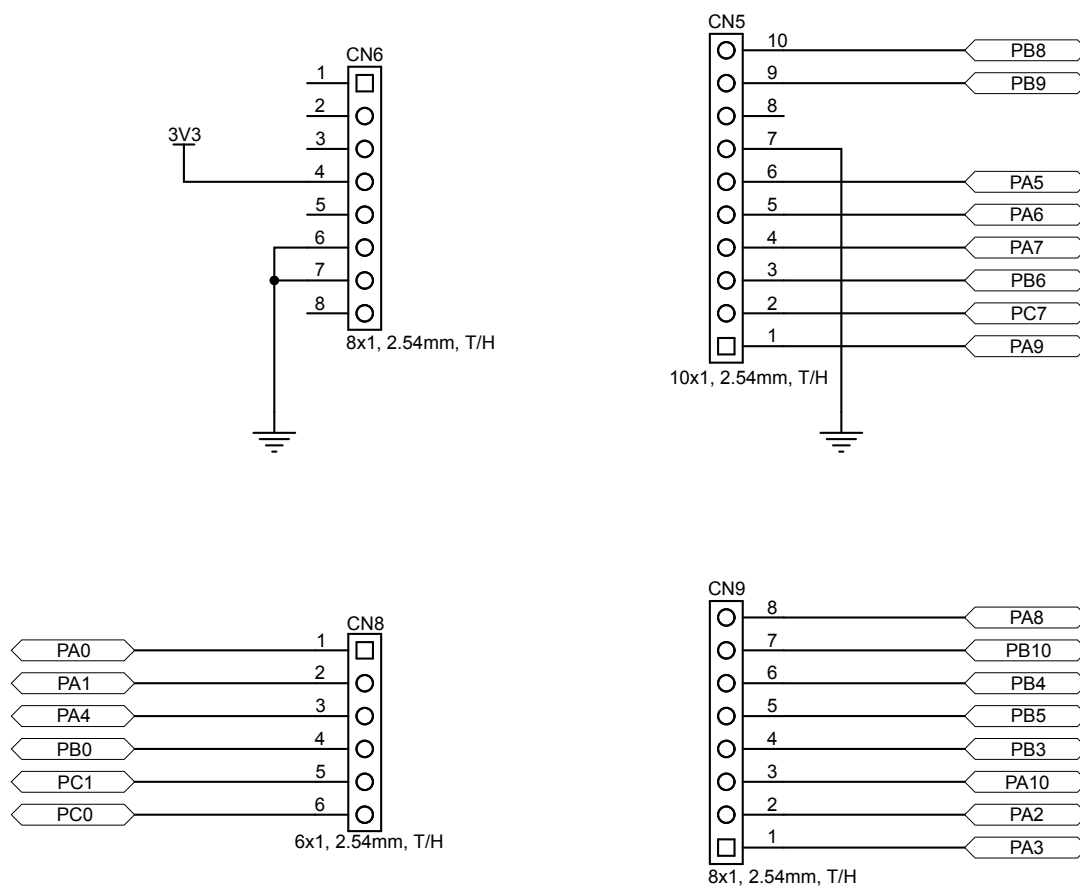 CN6
1
2
3V3
3
4
5
6
7
8
8x1, 2.54mm, T/H
CN5
10 PB8
9 PB9
8
7
6 PA5
5 PA6
4 PA7
3 PB6
2 PC7
1 PA9
10x1, 2.54mm, T/H
CN8
PA0 1
PA1 2
PA4 3
PB0 4
PC1 5
PC0 6
6x1, 2.54mm, T/H
CN9
8 PA8
7 PB10
6 PB4
5 PB5
4 PB3
3 PA10
2 PA2
1 PA3
8x1, 2.54mm, T/H